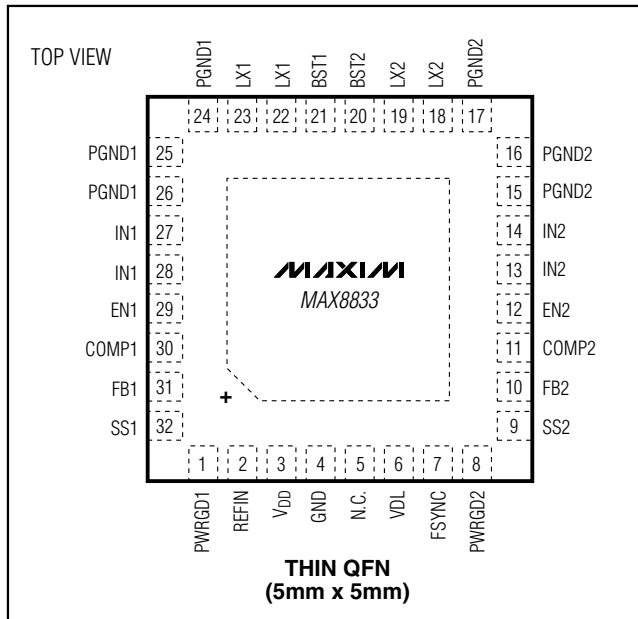 TOP VIEW
PGND1 LX1 LX1 BST1 BST2 LX2 LX2 PGND2
24 23 22 21 20 19 18 17
PGND1 25 16 PGND2
PGND1 26 15 PGND2
IN1 27 14 IN2
IN1 28 13 IN2
MAXIM
MAX8833
EN1 29 12 EN2
COMP1 30 11 COMP2
FB1 31 10 FB2
+
SS1 32 9 SS2
1 2 3 4 5 6 7 8
PWRGD1 REFIN VDD GND N.C. VDL FSYNC PWRGD2
THIN QFN
(5mm x 5mm)